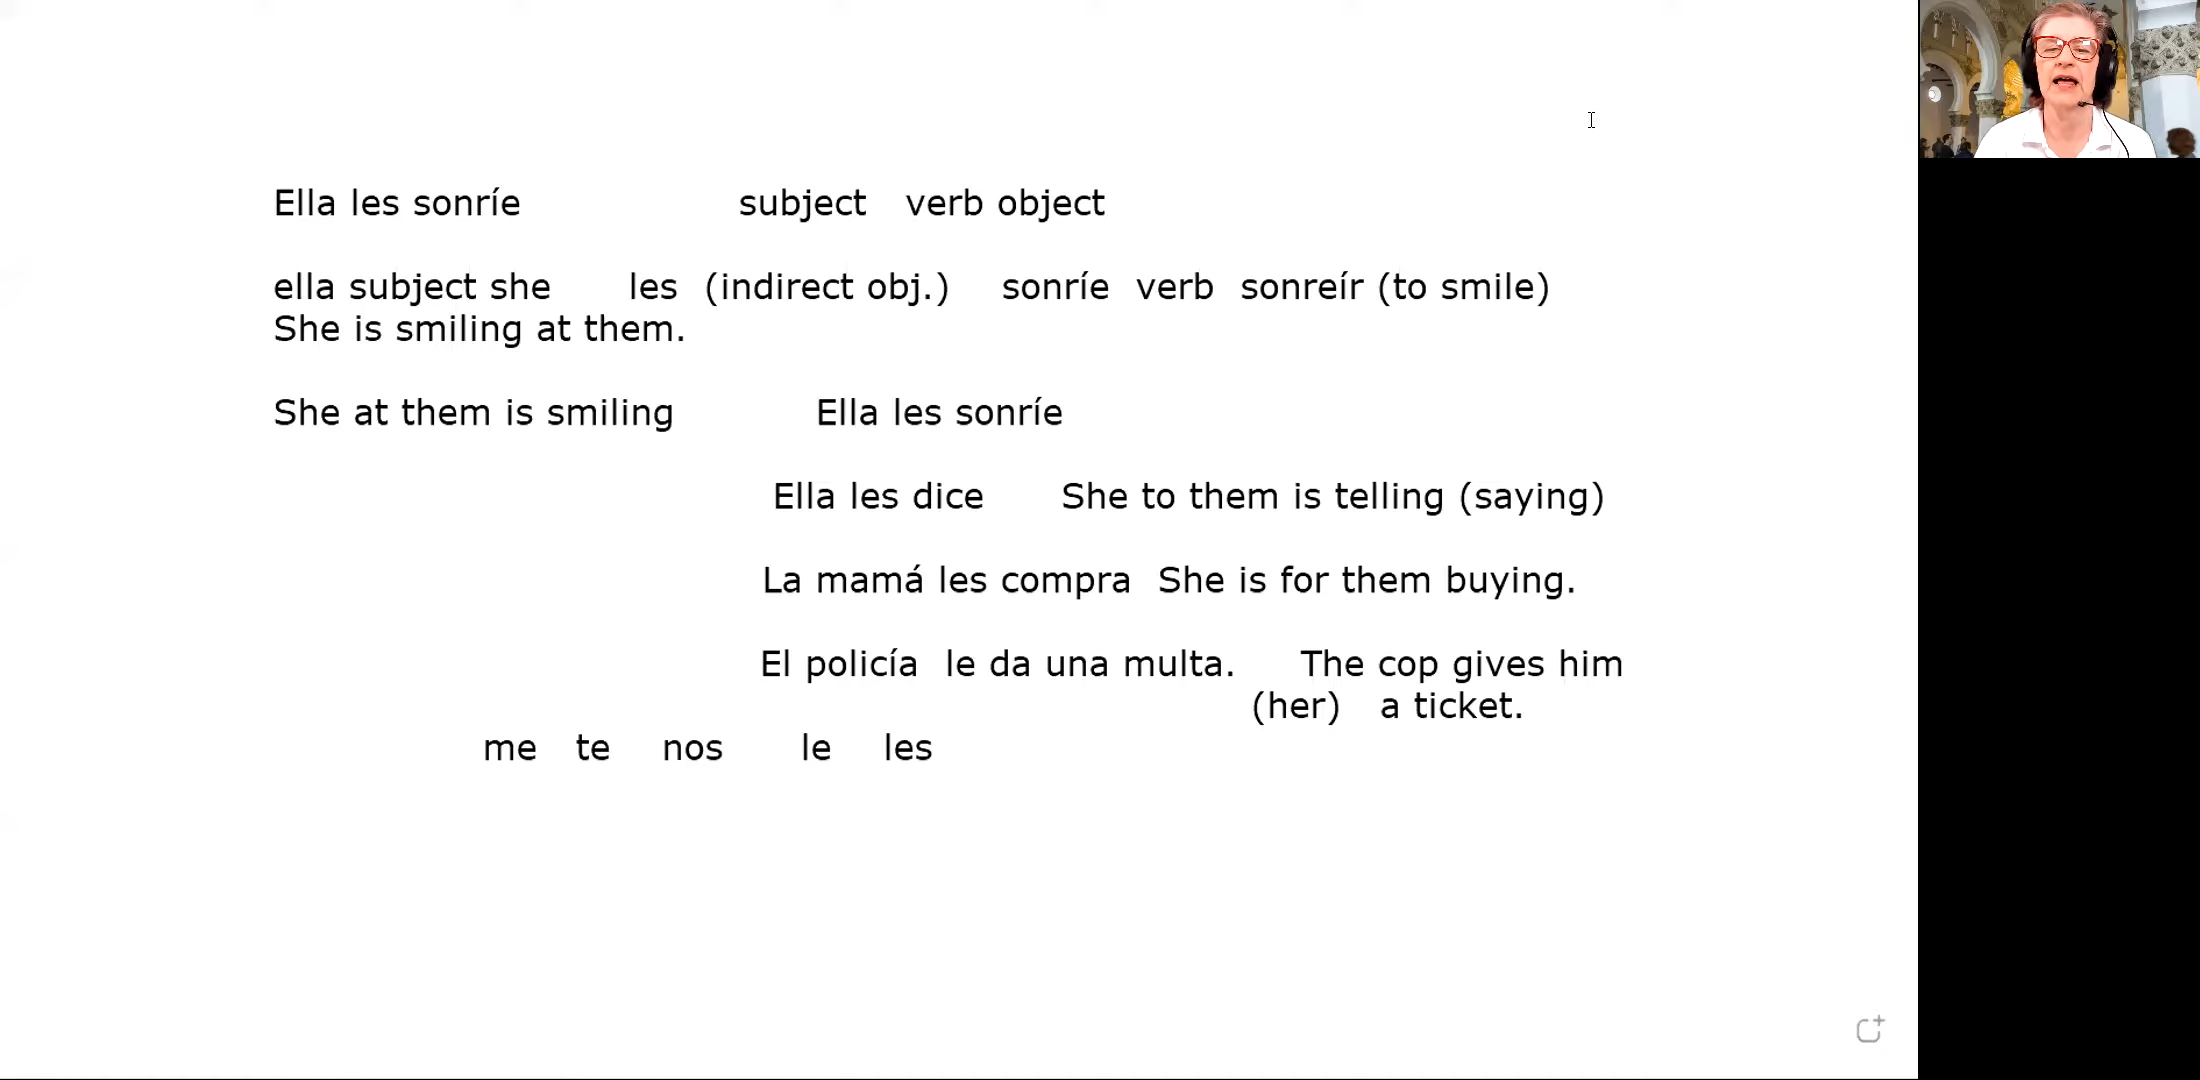 Ella les sonríe subject verb object
ella subject she les (indirect obj.) sonríe verb sonreír (to smile)
She is smiling at them.
She at them is smiling Ella les sonríe
Ella les dice She to them is telling (saying)
La mamá les compra She is for them buying.
El policía le da una multa. The cop gives him
(her) a ticket.
me te nos le les